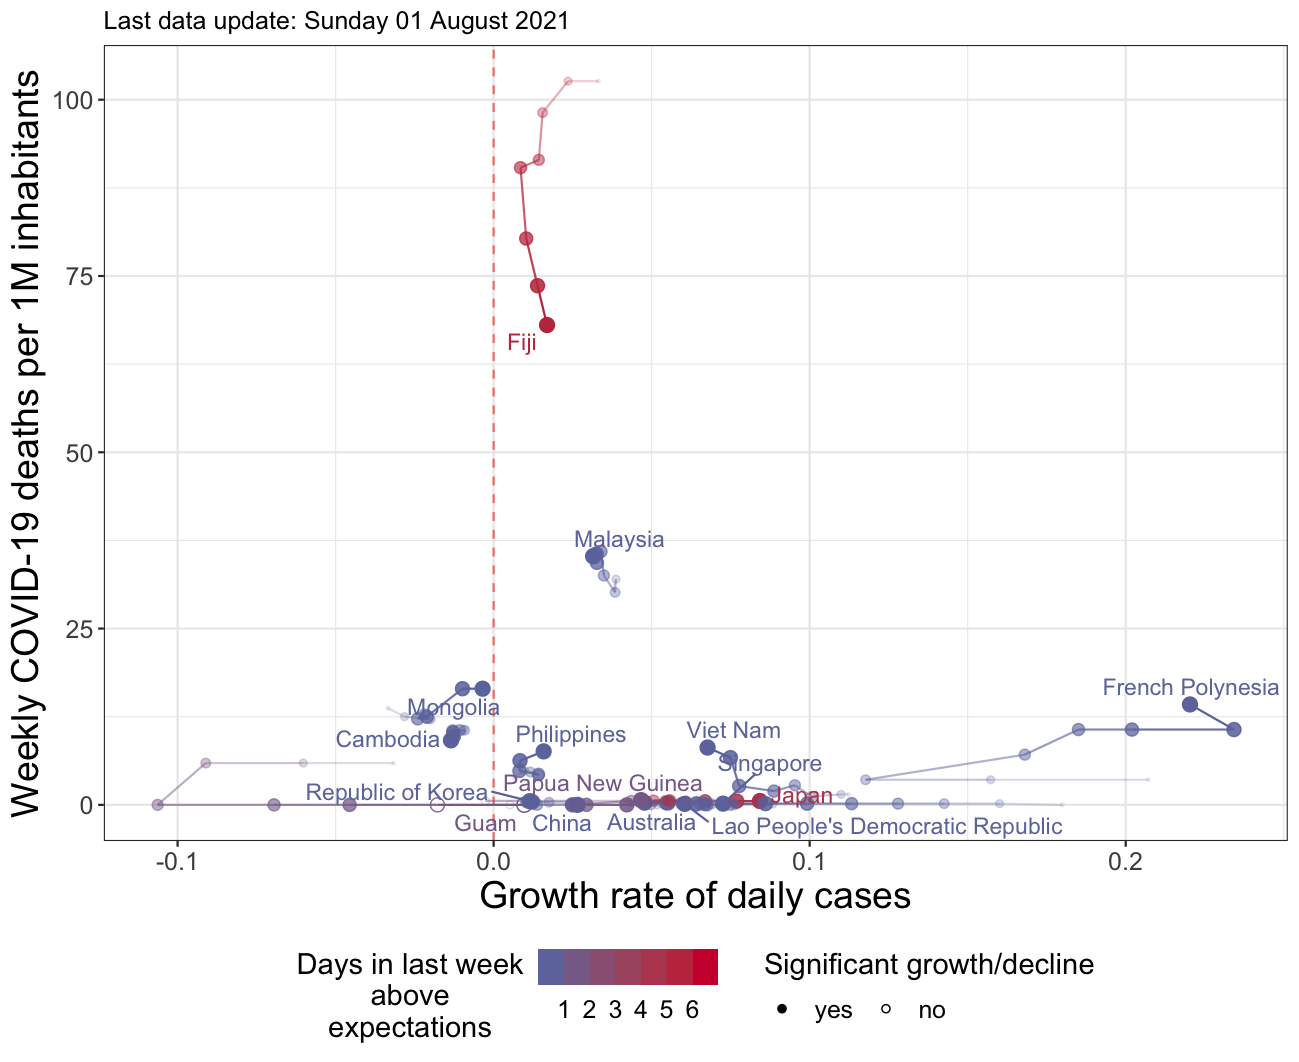 Last data update: Sunday 01 August 2021
Weekly COVID-19 deaths per 1M inhabitants
100
75
50
25
0
Fiji
Malaysia
French Polynesia
Mongolia
Cambodia
Philippines
Viet Nam
Singapore
Papua New Guinea
Republic of Korea
Japan
Guam
China
Australia
Lao People's Democratic Republic
-0.1
0.0
0.1
0.2
Growth rate of daily cases
Days in last week
above
expectations
1 2 3 4 5 6
Significant growth/decline
yes
no